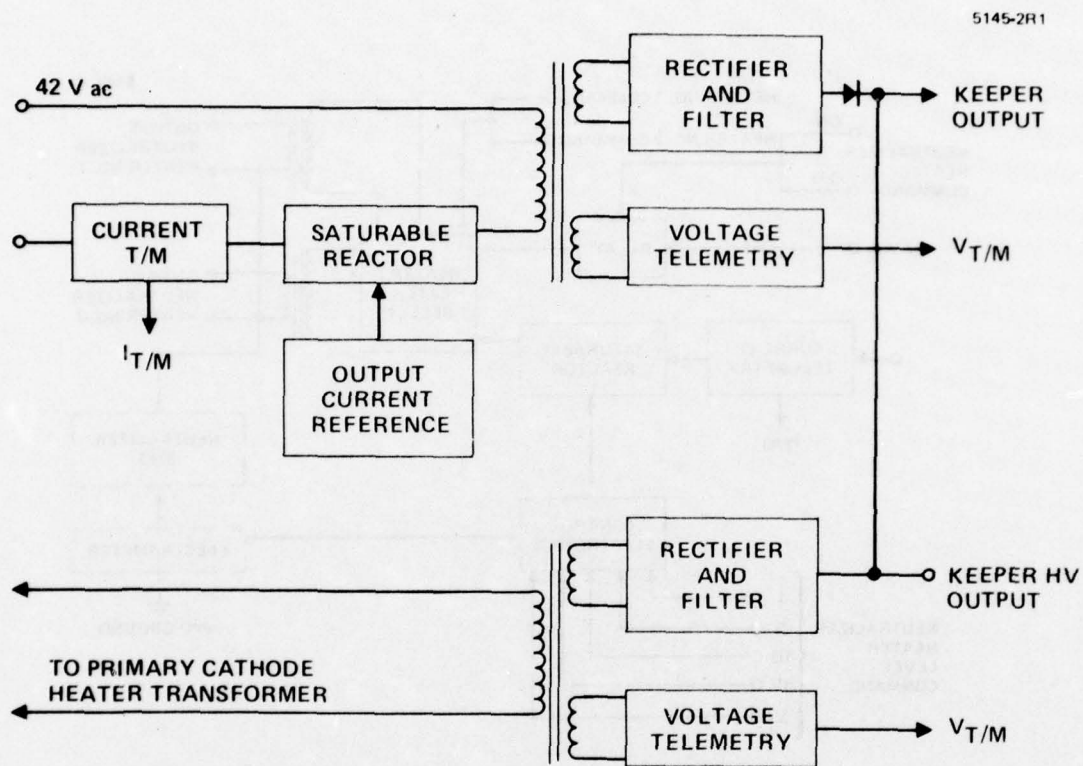 5145-2R1
42 V ac
RECTIFIER
AND
FILTER
KEEPER
OUTPUT
CURRENT
T/M
SATURABLE
REACTOR
VOLTAGE
TELEMETRY
V T/M
I T/M
OUTPUT
CURRENT
REFERENCE
RECTIFIER
AND
FILTER
KEEPER HV
OUTPUT
TO PRIMARY CATHODE
HEATER TRANSFORMER
VOLTAGE
TELEMETRY
V T/M